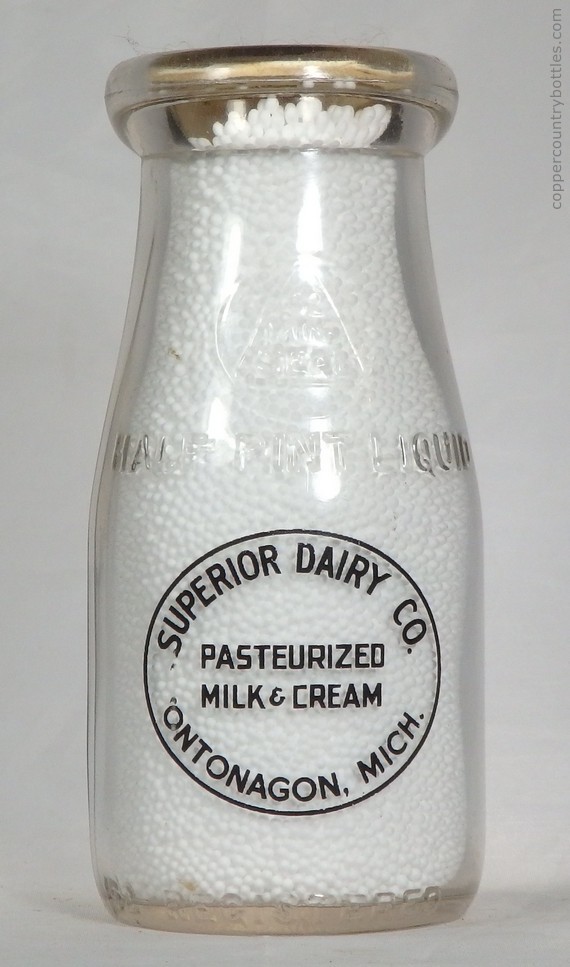 coppercountrybottles.com
HALF PINT LIQUID
SUPERIOR DAIRY CO.
PASTEURIZED
MILK & CREAM
ONTONAGON, MICH.